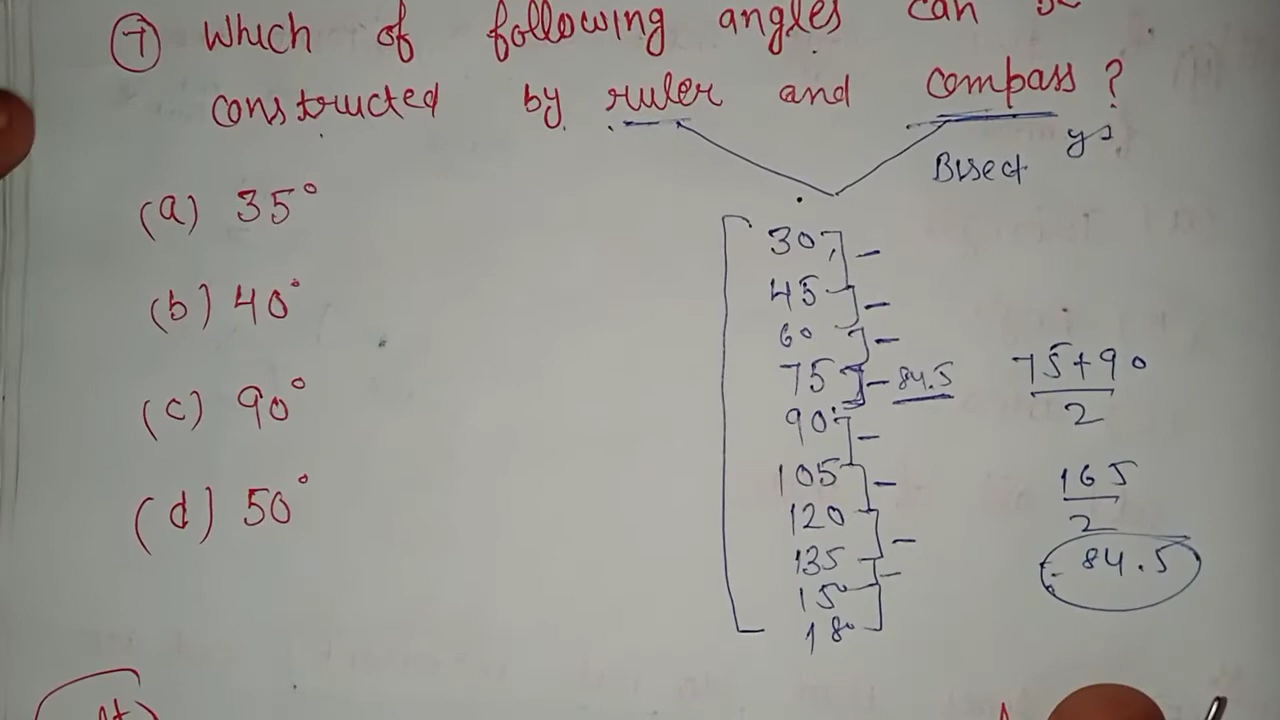 7 Which of following angles can
constructed by ruler and compass ?
ys
Bisect
(a) 35°
(b) 40°
(c) 90°
(d) 50°
30
45
60
75 84.5
90
105
120
135
150
180
75+90
2
165
2
84.5